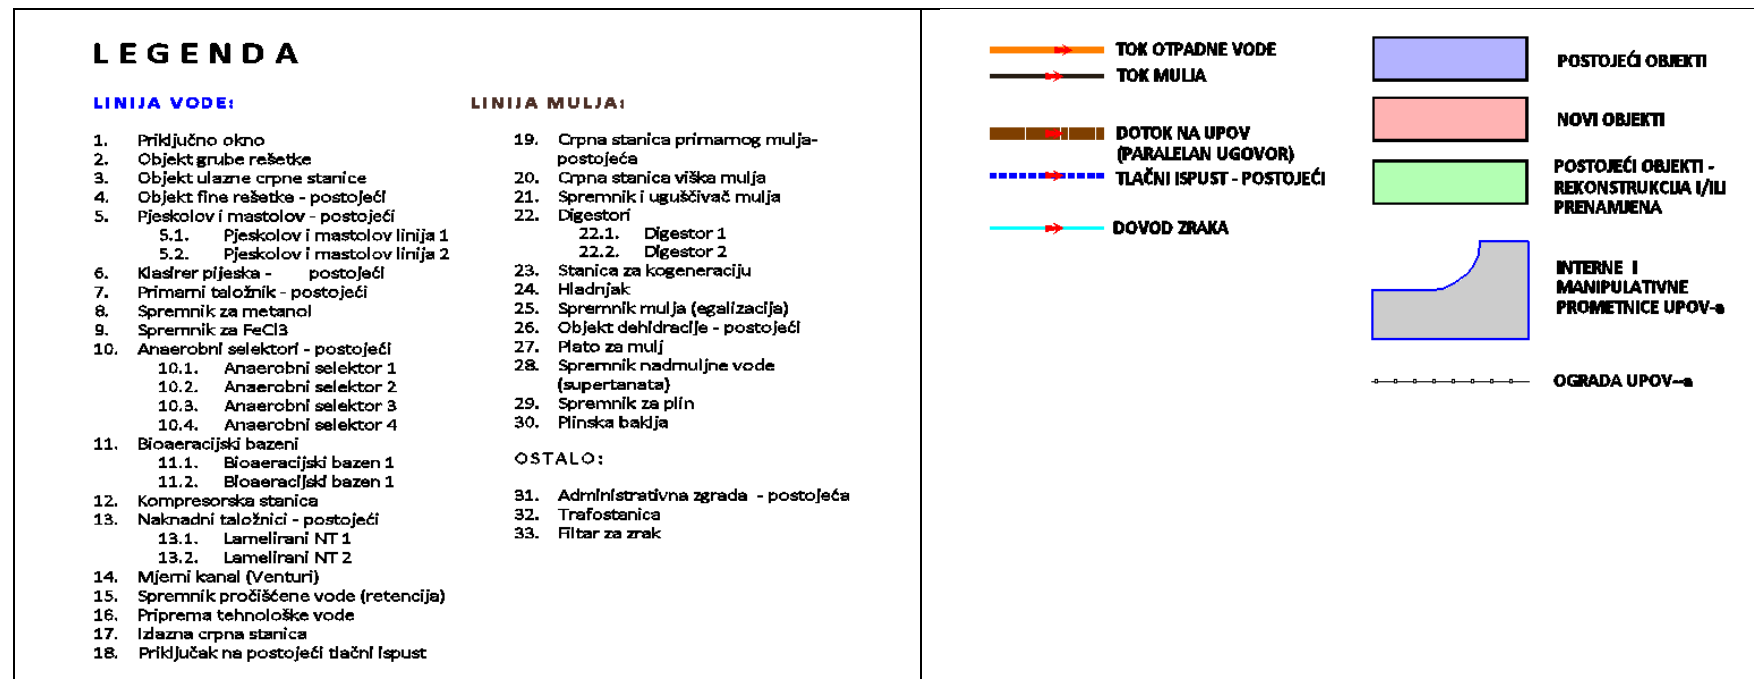 LEGENDA
LINIJA VODE:
1. Priključno okno
2. Objekt grube rešetke
3. Objekt ulazne crpne stanice
4. Objekt fine rešetke - postojeći
5. Pjeskolov i mastolov - postojeći
5.1. Pjeskolov i mastolov linija 1
5.2. Pjeskolov i mastolov linija 2
6. Klasirer pijeska - postojeći
7. Primarni taložnik - postojeći
8. Spremnik za metanol
9. Spremnik za FeCl3
10. Anaerobni selektori - postojeći
10.1. Anaerobni selektor 1
10.2. Anaerobni selektor 2
10.3. Anaerobni selektor 3
10.4. Anaerobni selektor 4
11. Bioaeracijski bazeni
11.1. Bioaeracijski bazen 1
11.2. Bioaeracijski bazen 1
12. Kompresorska stanica
13. Naknadni taložnici - postojeći
13.1. Lamelirani NT 1
13.2. Lamelirani NT 2
14. Mjerni kanal (Venturi)
15. Spremnik pročišćene vode (retencija)
16. Priprema tehnološke vode
17. Izlazna crpna stanica
18. Priključak na postojeći tlačni ispust
LINIJA MULJA:
19. Crpna stanica primarnog mulja-
postojeća
20. Crpna stanica viška mulja
21. Spremnik i uguščivač mulja
22. Digestori
22.1. Digestor 1
22.2. Digestor 2
23. Stanica za kogeneraciju
24. Hladnjak
25. Spremnik mulja (egalizacija)
26. Objekt dehidracije - postojeći
27. Plato za mulj
28. Spremnik nadmuljne vode
(supertanata)
29. Spremnik za plin
30. Plinska baklja
OSTALO:
31. Administrativna zgrada - postojeća
32. Trafostanica
33. Filtar za zrak
TOK OTPADNE VODE
TOK MULJA
DOTOK NA UPOV
(PARALELAN UGOVOR)
TLAČNI ISPUST - POSTOJEĆI
DOVOD ZRAKA
POSTOJEĆI OBJEKTI
NOVI OBJEKTI
POSTOJEĆI OBJEKTI -
REKONSTRUKCIJA I/ILI
PRENAMJENA
INTERNE I
MANIPULATIVNE
PROMETNICE UPOV-a
OGRADA UPOV--a